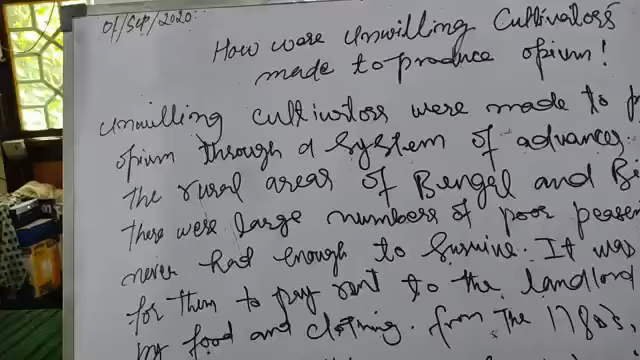 01/Sep/2020:
How were unwilling Cultivators
made to produce opium!
unwilling cultivators were made to
opium through a system of advances.
the rural areas of Bengal and
there were large numbers of poor
never had enough to survive. It was
for them to pay rent to the landlord
by food and clothing. from the 1780's,